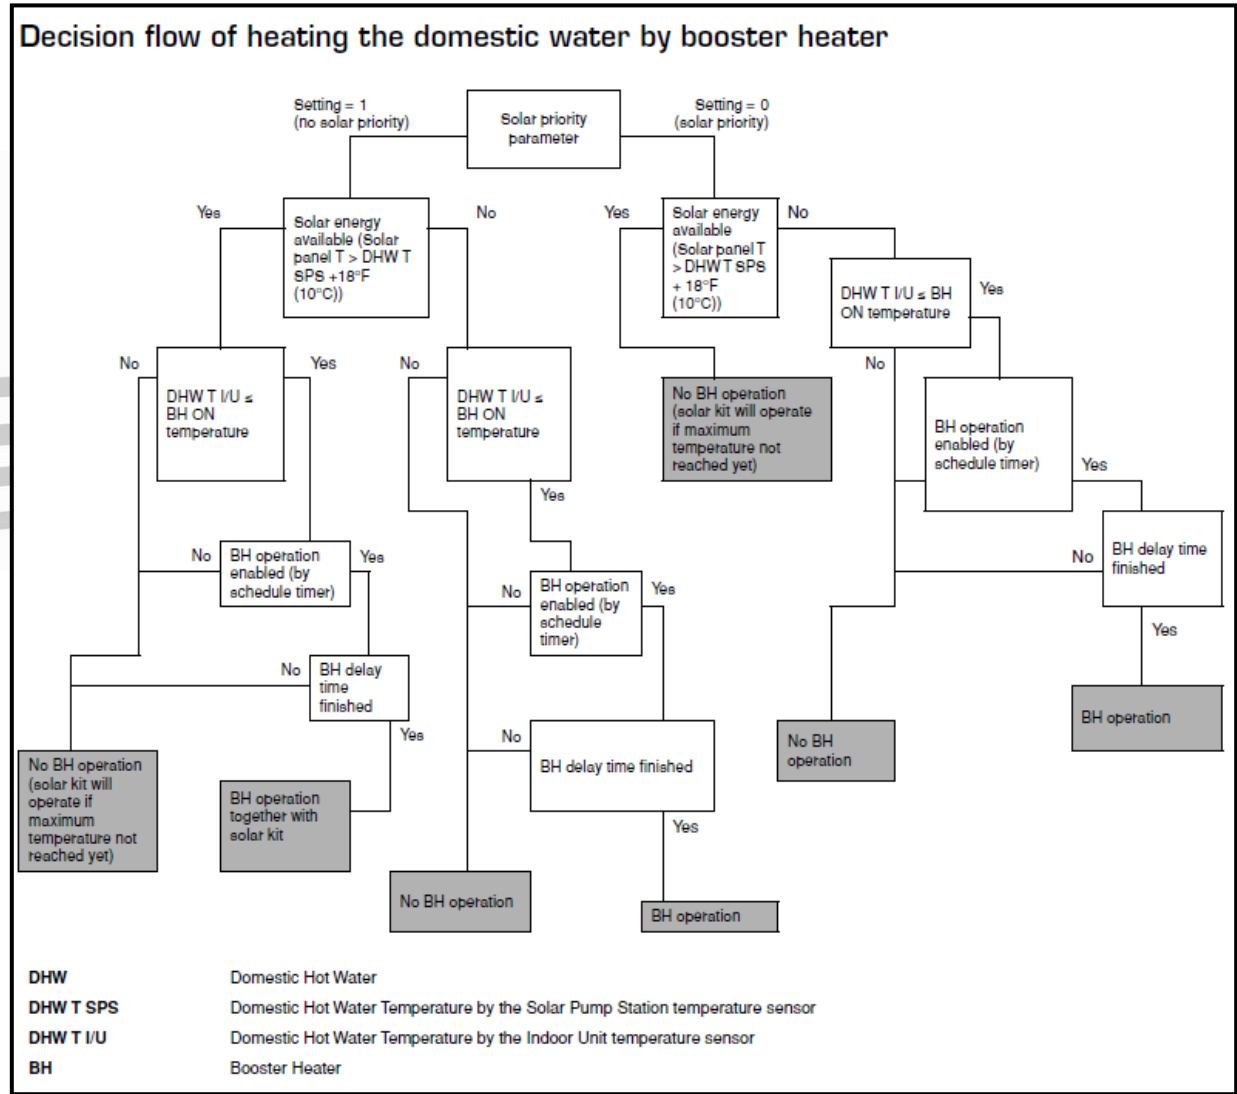 Decision flow of heating the domestic water by booster heater
Setting = 1
(no solar priority)
Solar priority
parameter
Setting = 0
(solar priority)
Yes
Solar energy
available (Solar
panel T > DHW T
SPS +18°F
(10°C))
No
Yes
Solar energy
available
(Solar panel T
> DHW T SPS
+ 18°F
(10°C))
No
DHW T I/U ≤ BH
ON temperature
Yes
No
No
DHW T I/U ≤
BH ON
temperature
Yes
No
DHW T I/U ≤
BH ON
temperature
Yes
No BH operation
(solar kit will operate
if maximum
temperature not
reached yet)
BH operation
enabled (by
schedule timer)
Yes
No
BH operation
enabled (by
schedule timer)
Yes
No
BH operation
enabled (by
schedule
timer)
Yes
No
BH delay time
finished
Yes
No
BH delay
time
finished
Yes
No
BH delay time finished
Yes
BH operation
No BH
operation
No BH operation
(solar kit will
operate if
maximum
temperature not
reached yet)
BH operation
together with
solar kit
No BH operation
BH operation
DHW Domestic Hot Water
DHW T SPS Domestic Hot Water Temperature by the Solar Pump Station temperature sensor
DHW T I/U Domestic Hot Water Temperature by the Indoor Unit temperature sensor
BH Booster Heater